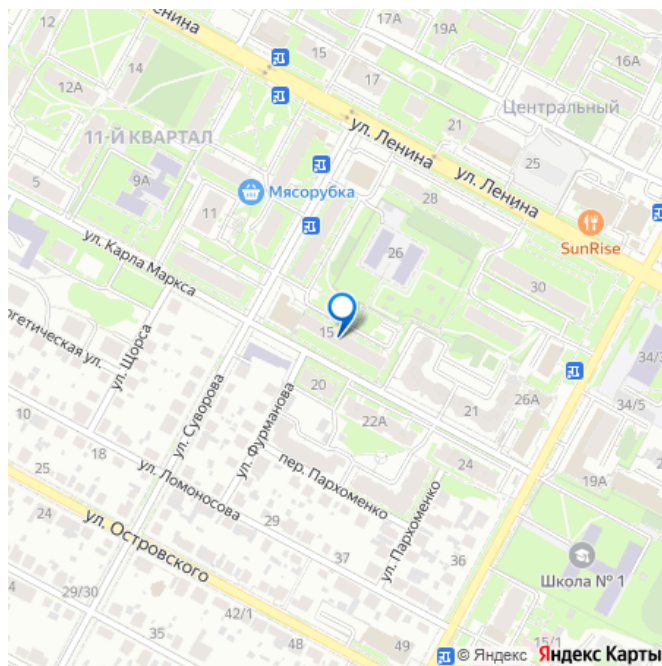 12
17А
19А
15
14
17
16А
12А
Центральный
21
11-Й КВАРТАЛ
ул. Ленина
25
5
9А
Мясорубка
ул. Ленина
28
11
SunRise
26
ул. Карла Маркса
30
15
ул. Щорса
34/
20
26А
21
34/5
10
ул. Суворова
ул. Фурманова
22А
18
24
19А
25
ул. Ломоносова
пер. Пархоменко
24
ул. Островского
29
ул. Пархоменко
37
36
Школа № 1
29/30
42/1
35
48
49
15/1
© Яндекс Яндекс Карты